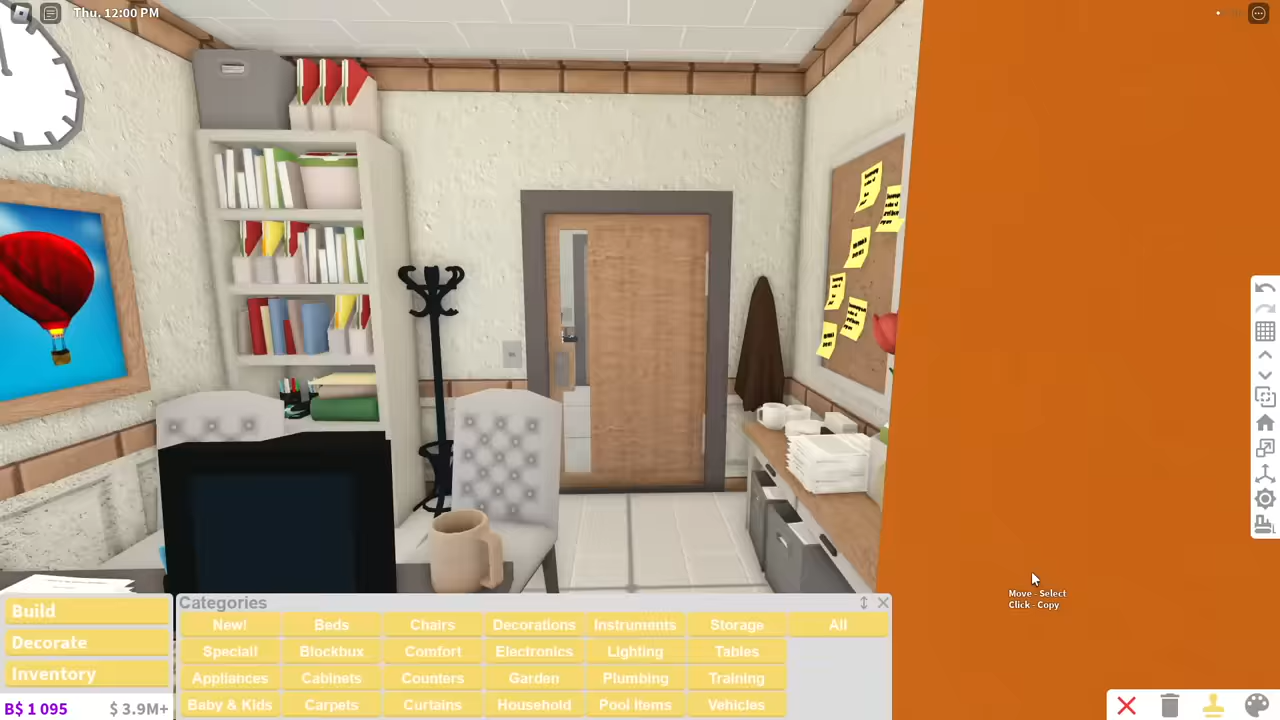 Thu. 12:00 PM
Move - Select
Click - Copy
Build
Decorate
Inventory
B$ 1 095 $ 3.9M+
Categories
New! Beds Chairs Decorations Instruments Storage All
Special! Blockbux Comfort Electronics Lighting Tables
Appliances Cabinets Counters Garden Plumbing Training
Baby & Kids Carpets Curtains Household Pool Items Vehicles